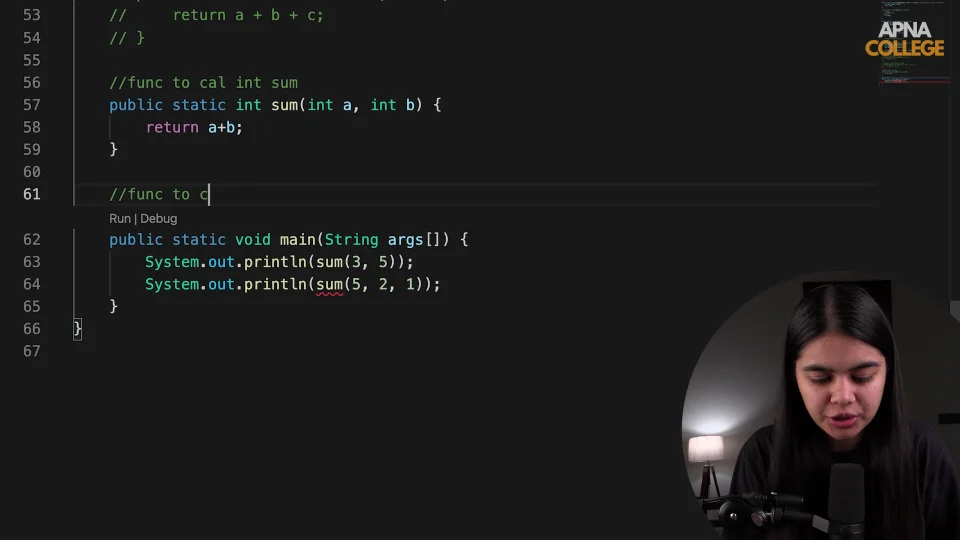 53 // return a + b + c;
54 // }
55
56 //func to cal int sum
57 public static int sum(int a, int b) {
58 return a+b;
59 }
60
61 //func to c
Run | Debug
62 public static void main(String args[]) {
63 System.out.println(sum(3, 5));
64 System.out.println(sum(5, 2, 1));
65 }
66 }
67
APNA
COLLEGE